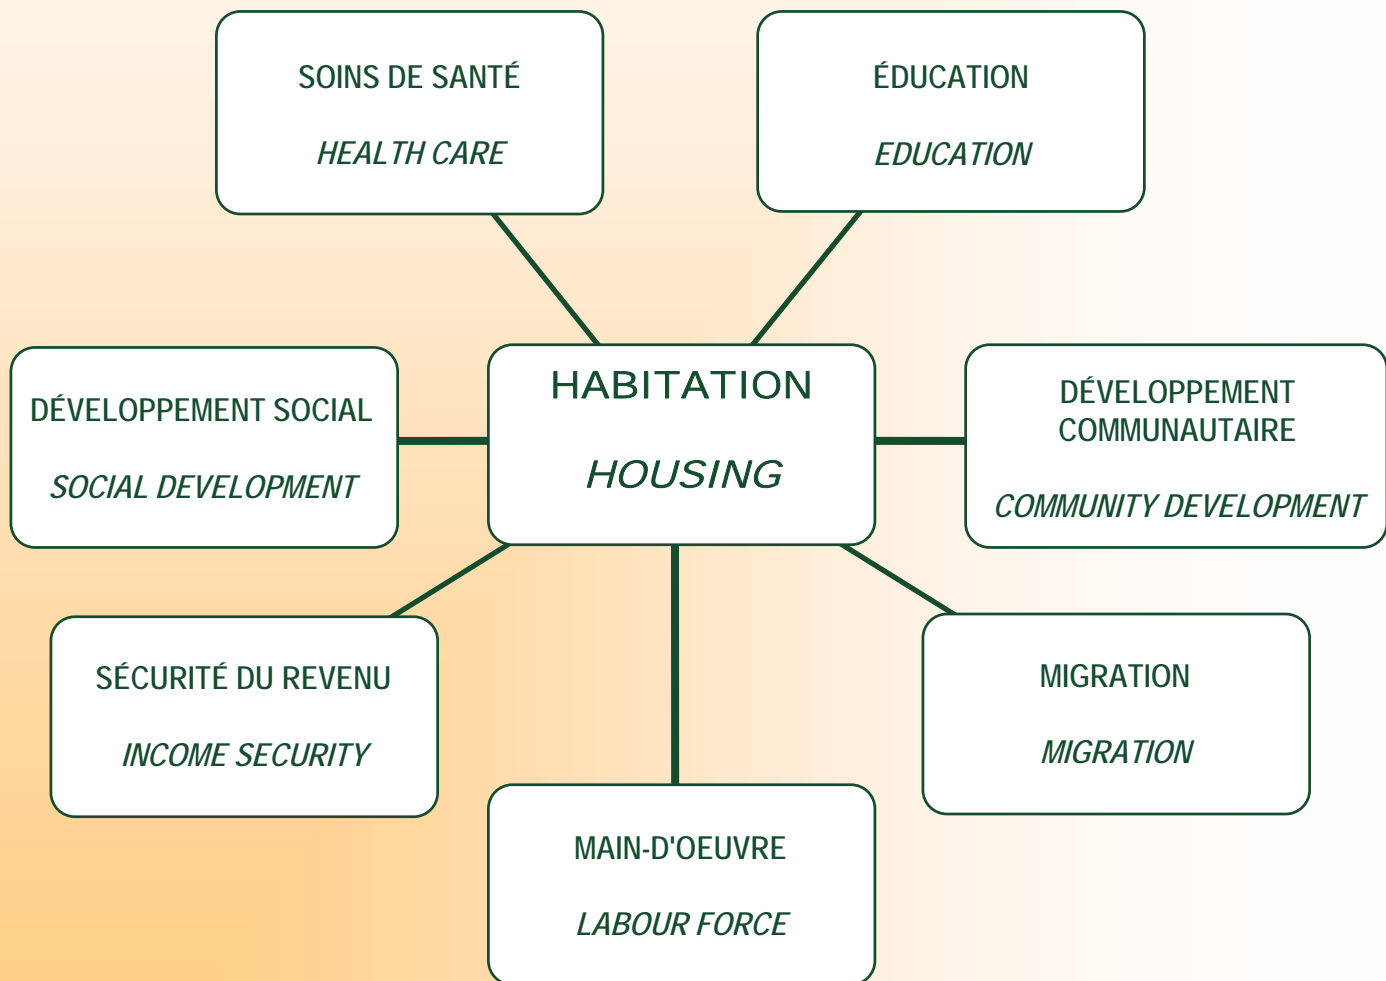 SOINS DE SANTÉ
HEALTH CARE
ÉDUCATION
EDUCATION
DÉVELOPPEMENT SOCIAL
SOCIAL DEVELOPMENT
HABITATION
HOUSING
DÉVELOPPEMENT
COMMUNAUTAIRE
COMMUNITY DEVELOPMENT
SÉCURITÉ DU REVENU
INCOME SECURITY
MIGRATION
MIGRATION
MAIN-D'OEUVRE
LABOUR FORCE